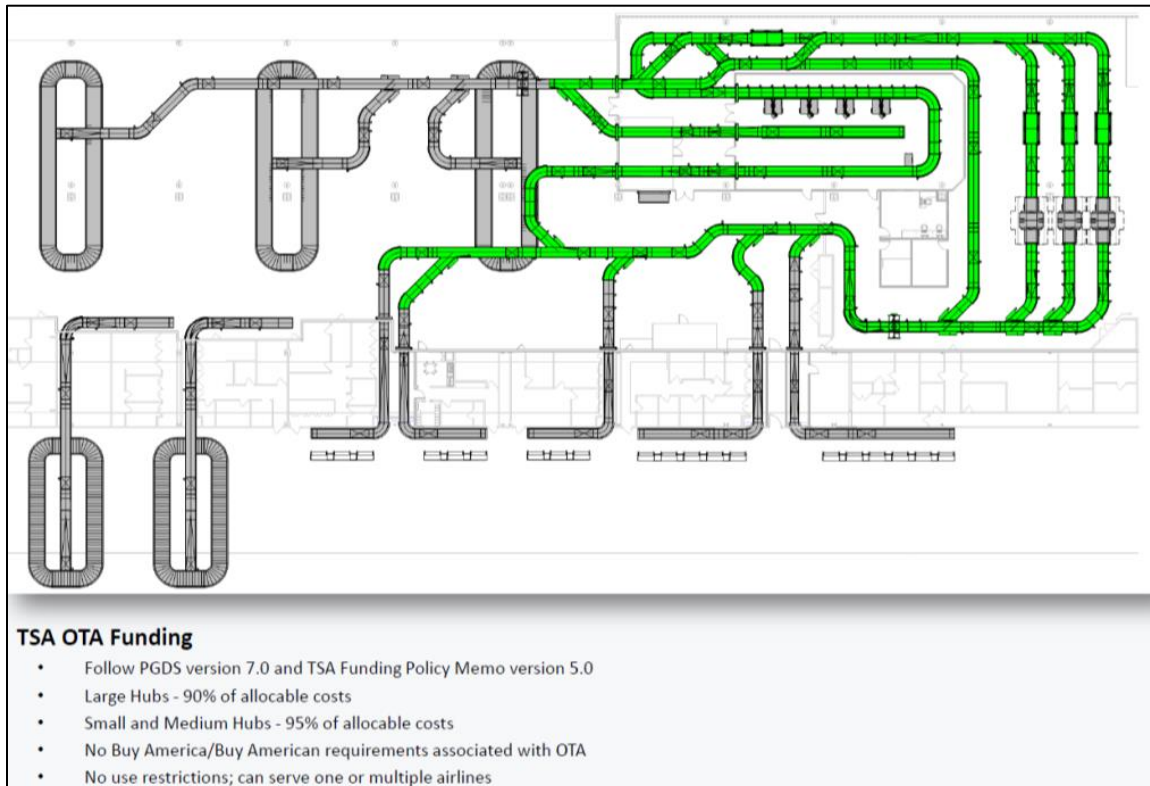 TSA OTA Funding
• Follow PGDS version 7.0 and TSA Funding Policy Memo version 5.0
• Large Hubs - 90% of allocable costs
• Small and Medium Hubs - 95% of allocable costs
• No Buy America/Buy American requirements associated with OTA
• No use restrictions; can serve one or multiple airlines